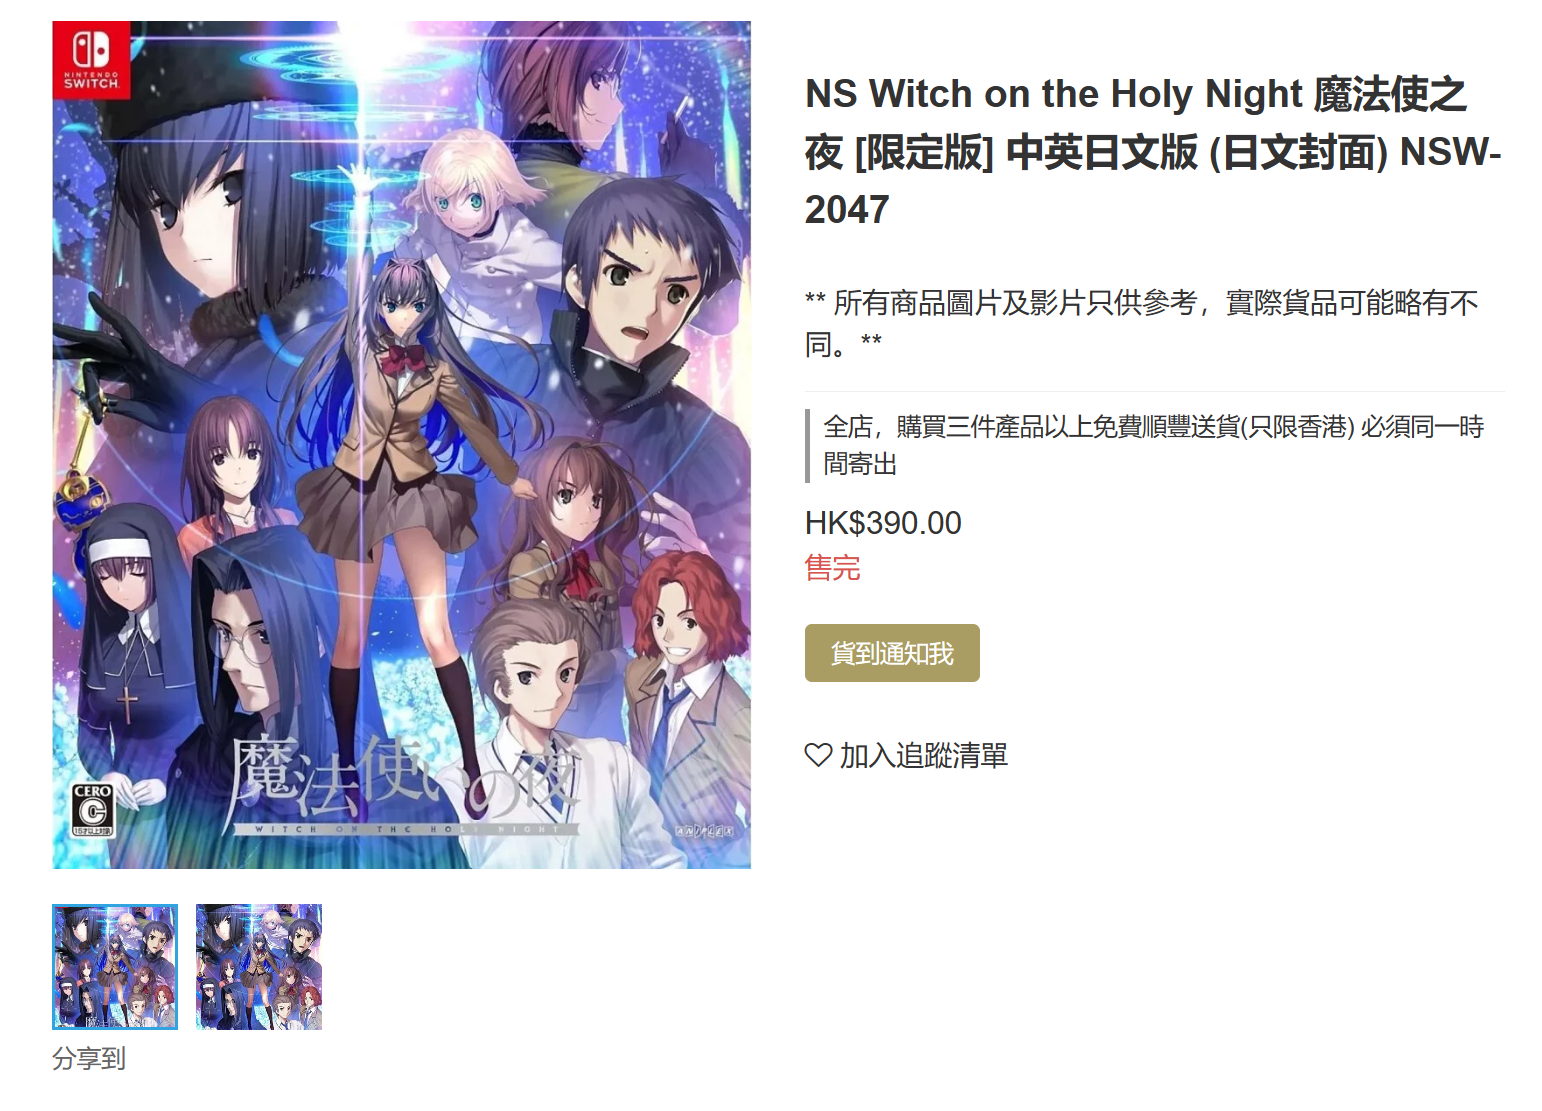 NINTENDO
SWITCH
魔法使いの夜
WITCH ON THE HOLY NIGHT
CERO
C
15才以上対象
ANIPLEX
NS Witch on the Holy Night 魔法使之
夜 [限定版] 中英日文版 (日文封面) NSW-
2047
** 所有商品圖片及影片只供參考，實際貨品可能略有不
同。**
全店，購買三件產品以上免費順豐送貨(只限香港) 必須同一時
間寄出
HK$390.00
售完
貨到通知我
加入追蹤清單
分享到